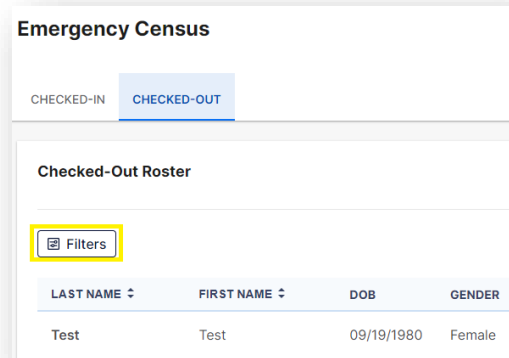 Emergency Census
CHECKED-IN CHECKED-OUT
Checked-Out Roster
Filters
LAST NAME FIRST NAME DOB GENDER
Test Test 09/19/1980 Female